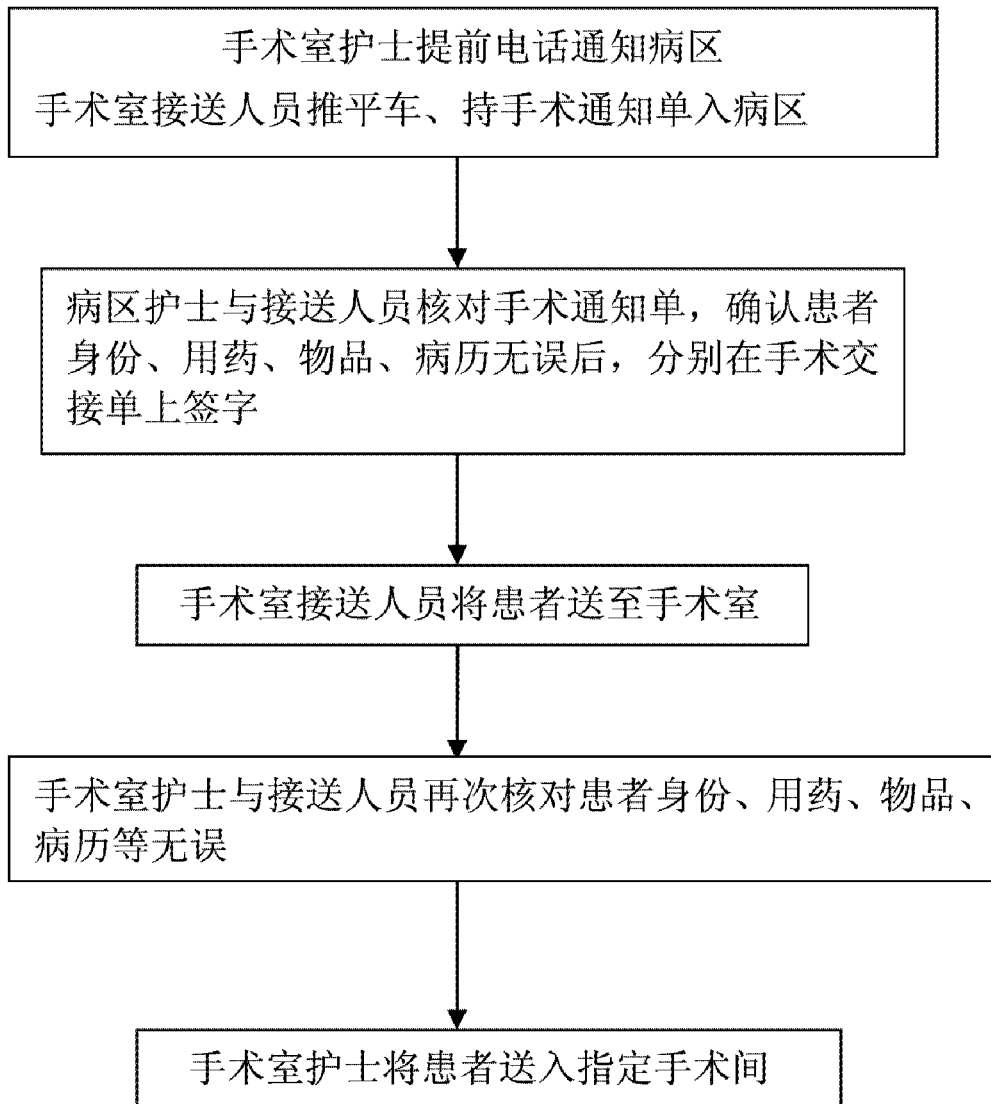 手术室护士提前电话通知病区
手术室接送人员推平车、持手术通知单入病区
病区护士与接送人员核对手术通知单，确认患者
身份、用药、物品、病历无误后，分别在手术交
接单上签字
手术室接送人员将患者送至手术室
手术室护士与接送人员再次核对患者身份、用药、物品、
病历等无误
手术室护士将患者送入指定手术间